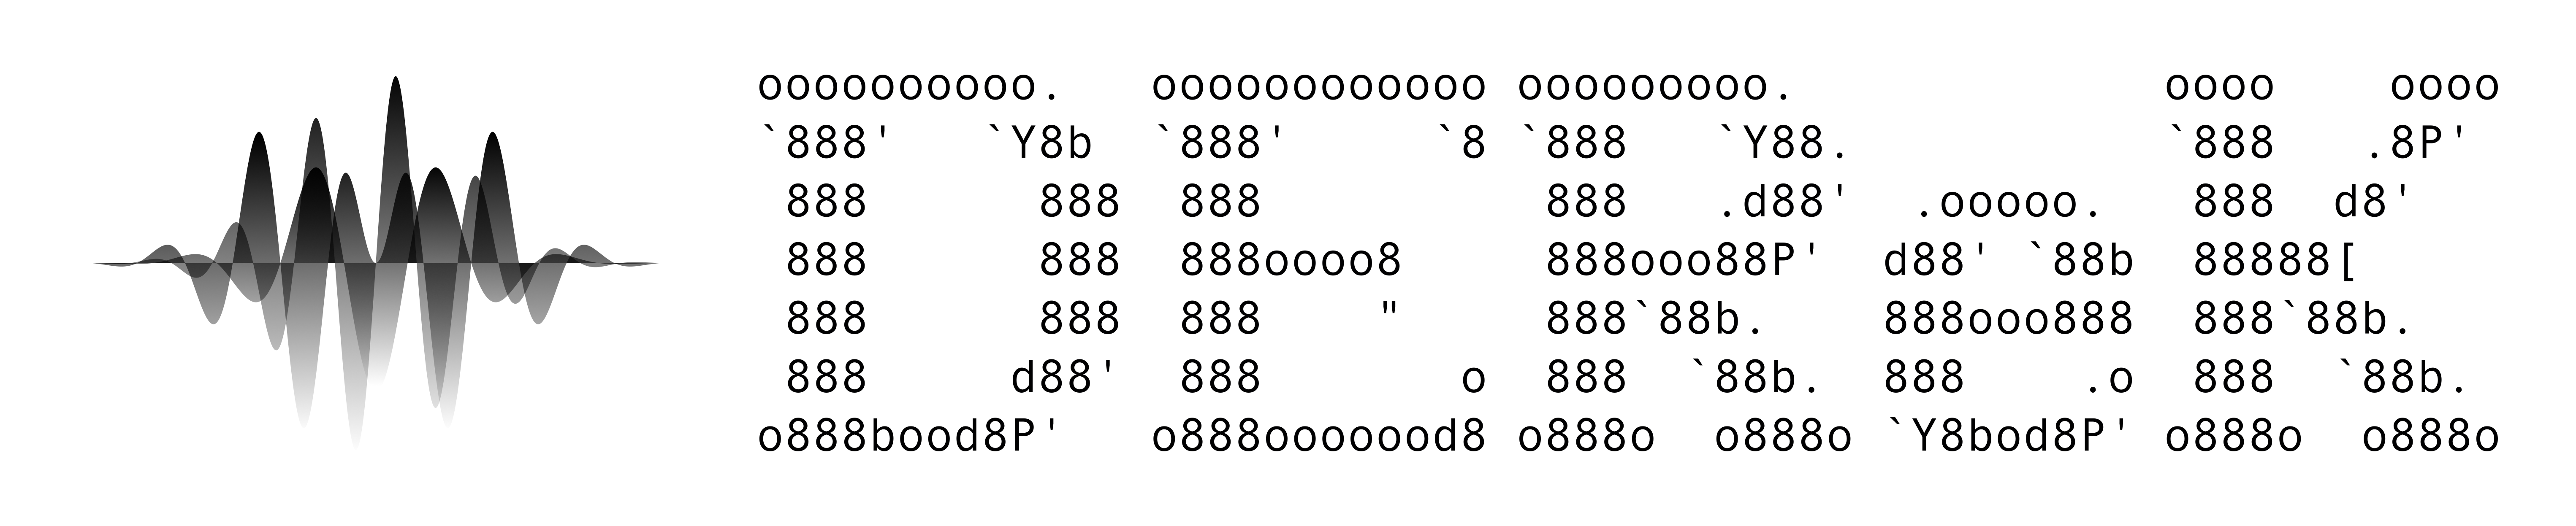 oooooooooo.   oooooooooooo ooooooooo.             oooo    oooo
`888'   `Y8b  `888'     `8 `888   `Y88.           `888   .8P'
 888      888  888          888   .d88'  .ooooo.   888  d8'
 888      888  888oooo8     888ooo88P'  d88' `88b  88888[
 888      888  888    "     888`88b.    888ooo888  888`88b.
 888     d88'  888       o  888  `88b.  888    .o  888  `88b.
o888bood8P'   o888ooooood8 o888o  o888o `Y8bod8P' o888o  o888o